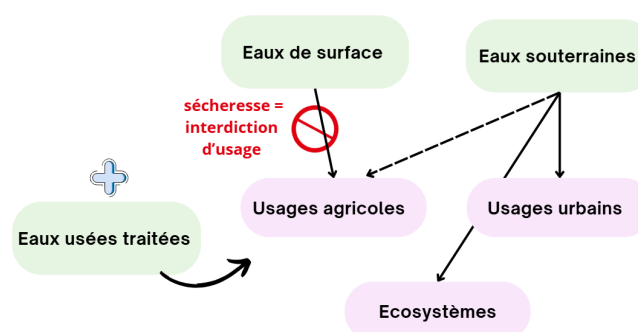 Eaux de surface
Eaux souterraines
sécheresse =
interdiction
d'usage
Usages agricoles
Usages urbains
Eaux usées traitées
Ecosystèmes